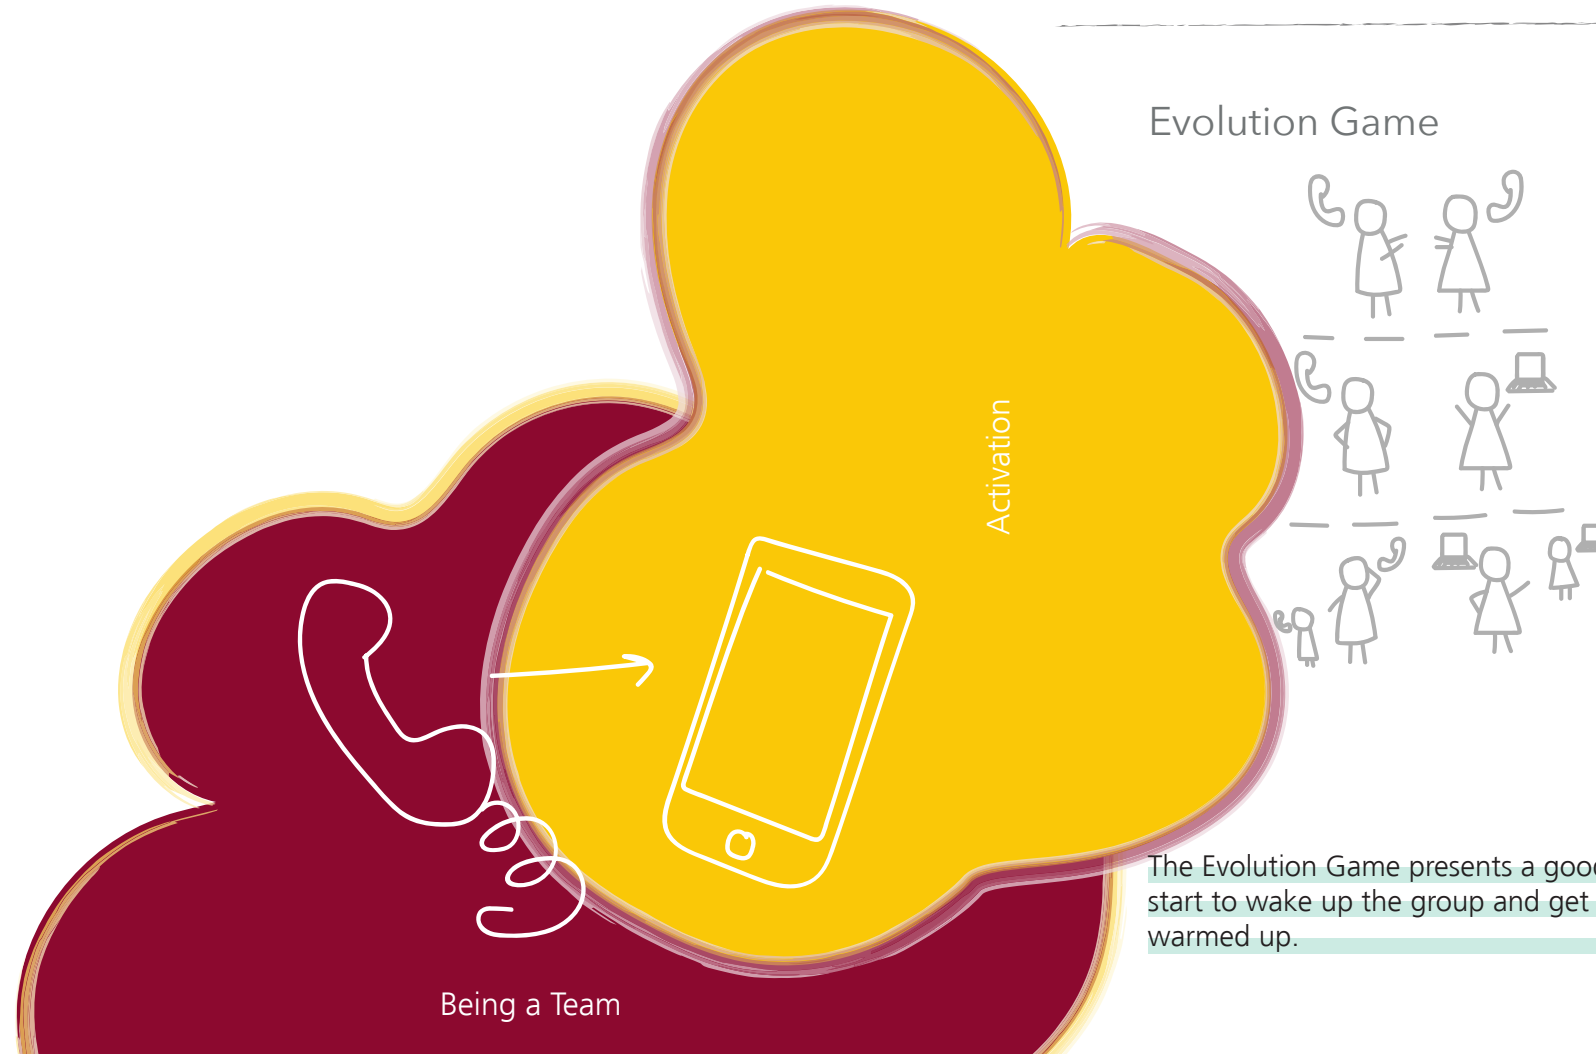 Evolution Game
Activation
The Evolution Game presents a good
start to wake up the group and get
warmed up.
Being a Team